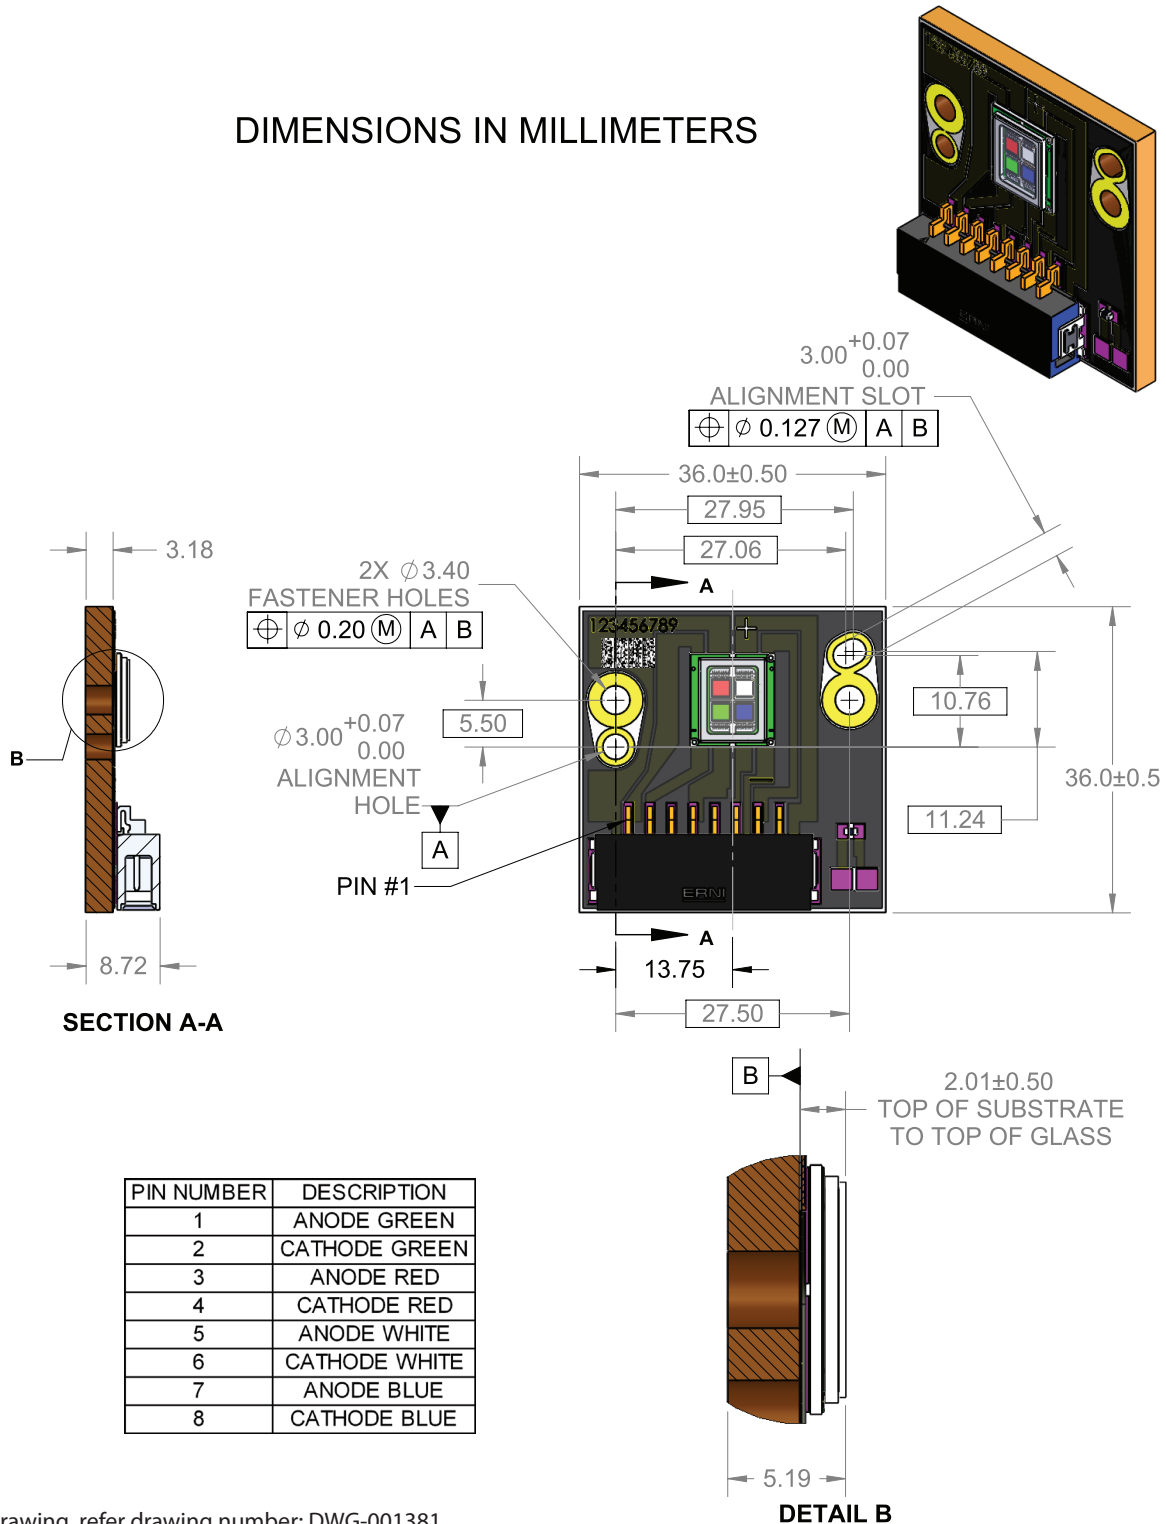 DIMENSIONS IN MILLIMETERS
ERNI
3.00 +0.07
0.00
ALIGNMENT SLOT
⌖ ⌀ 0.127 Ⓜ A B
36.0±0.50
27.95
27.06
3.18
2X ⌀3.40
FASTENER HOLES
⌖ ⌀ 0.20 Ⓜ A B
A
123456789
10.76
5.50
⌀3.00 +0.07
0.00
ALIGNMENT
HOLE
A
B
36.0±0.5
11.24
PIN #1
ERNI
A
8.72
13.75
27.50
SECTION A-A
B
2.01±0.50
TOP OF SUBSTRATE
TO TOP OF GLASS
PIN NUMBER DESCRIPTION
1 ANODE GREEN
2 CATHODE GREEN
3 ANODE RED
4 CATHODE RED
5 ANODE WHITE
6 CATHODE WHITE
7 ANODE BLUE
8 CATHODE BLUE
5.19
DETAIL B
rawing, refer drawing number: DWG-001381